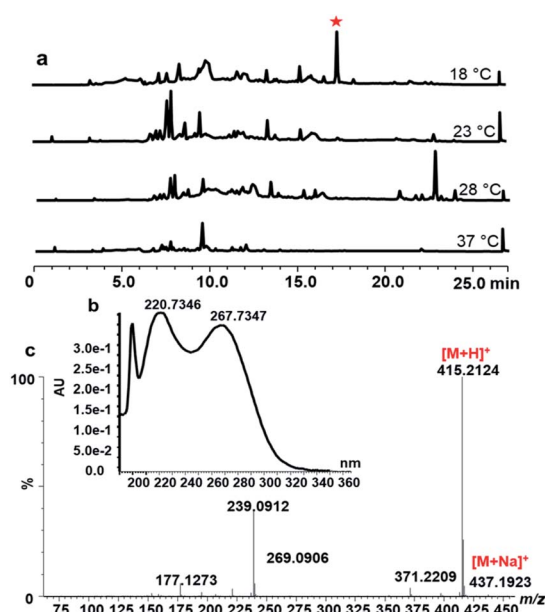 a
18 °C
23 °C
28 °C
37 °C
0 5.0 10.0 15.0 20.0 25.0 min
b
220.7346 267.7347
3.0e-1
2.5e-1
2.0e-1
1.5e-1
1.0e-1
5.0e-2
0.0
AU
nm
200 220 240 260 280 300 320 340 360
c
[M+H]+
415.2124
100
%
239.0912
269.0906
177.1273
371.2209
[M+Na]+
437.1923
0
75 100 125 150 175 200 225 250 275 300 325 350 375 400 425 450 m/z